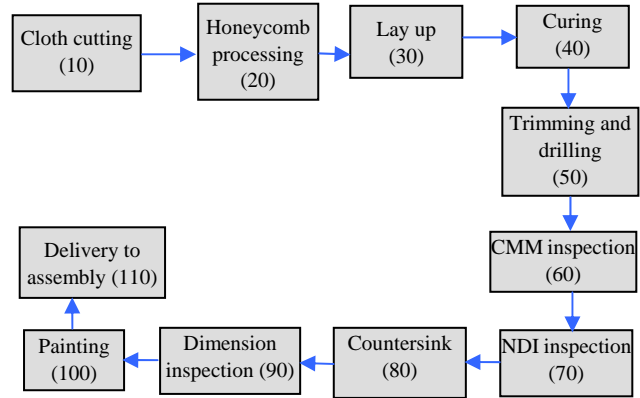 Cloth cutting
(10)
Honeycomb
processing
(20)
Lay up
(30)
Curing
(40)
Trimming and
drilling
(50)
CMM inspection
(60)
NDI inspection
(70)
Countersink
(80)
Dimension
inspection (90)
Painting
(100)
Delivery to
assembly (110)